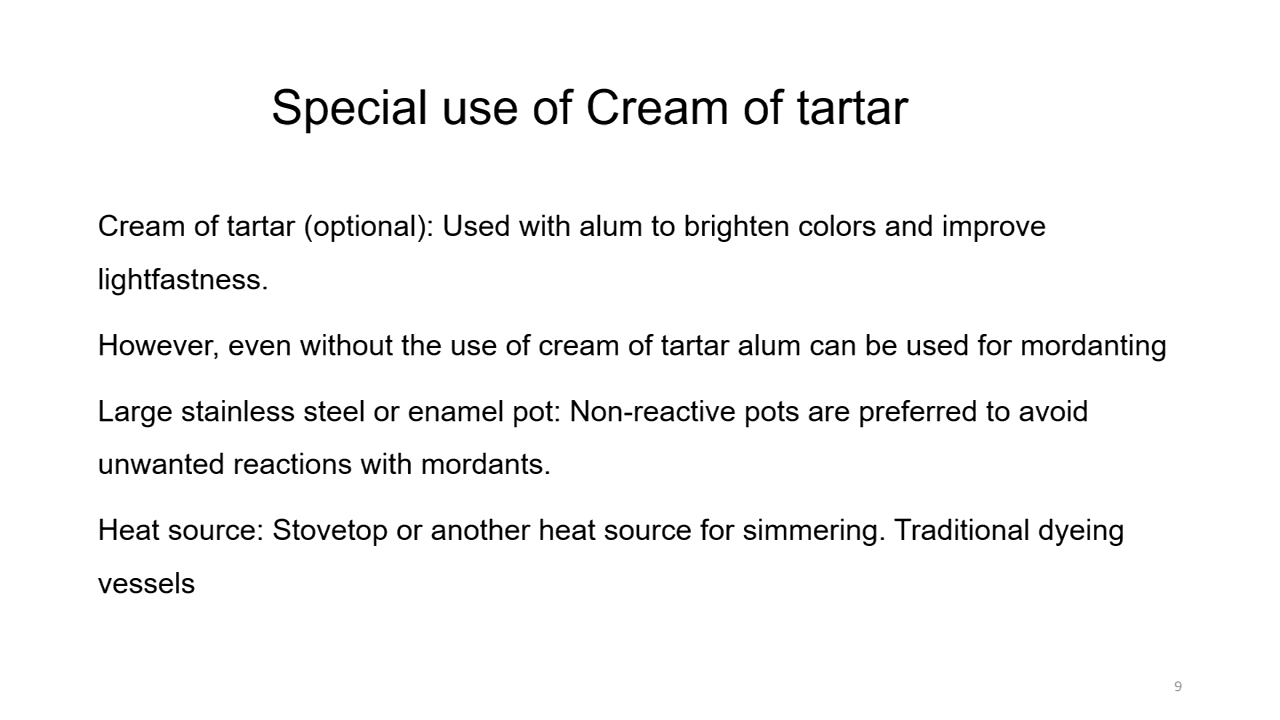 Special use of Cream of tartar
Cream of tartar (optional): Used with alum to brighten colors and improve
lightfastness.
However, even without the use of cream of tartar alum can be used for mordanting
Large stainless steel or enamel pot: Non-reactive pots are preferred to avoid
unwanted reactions with mordants.
Heat source: Stovetop or another heat source for simmering. Traditional dyeing
vessels
9